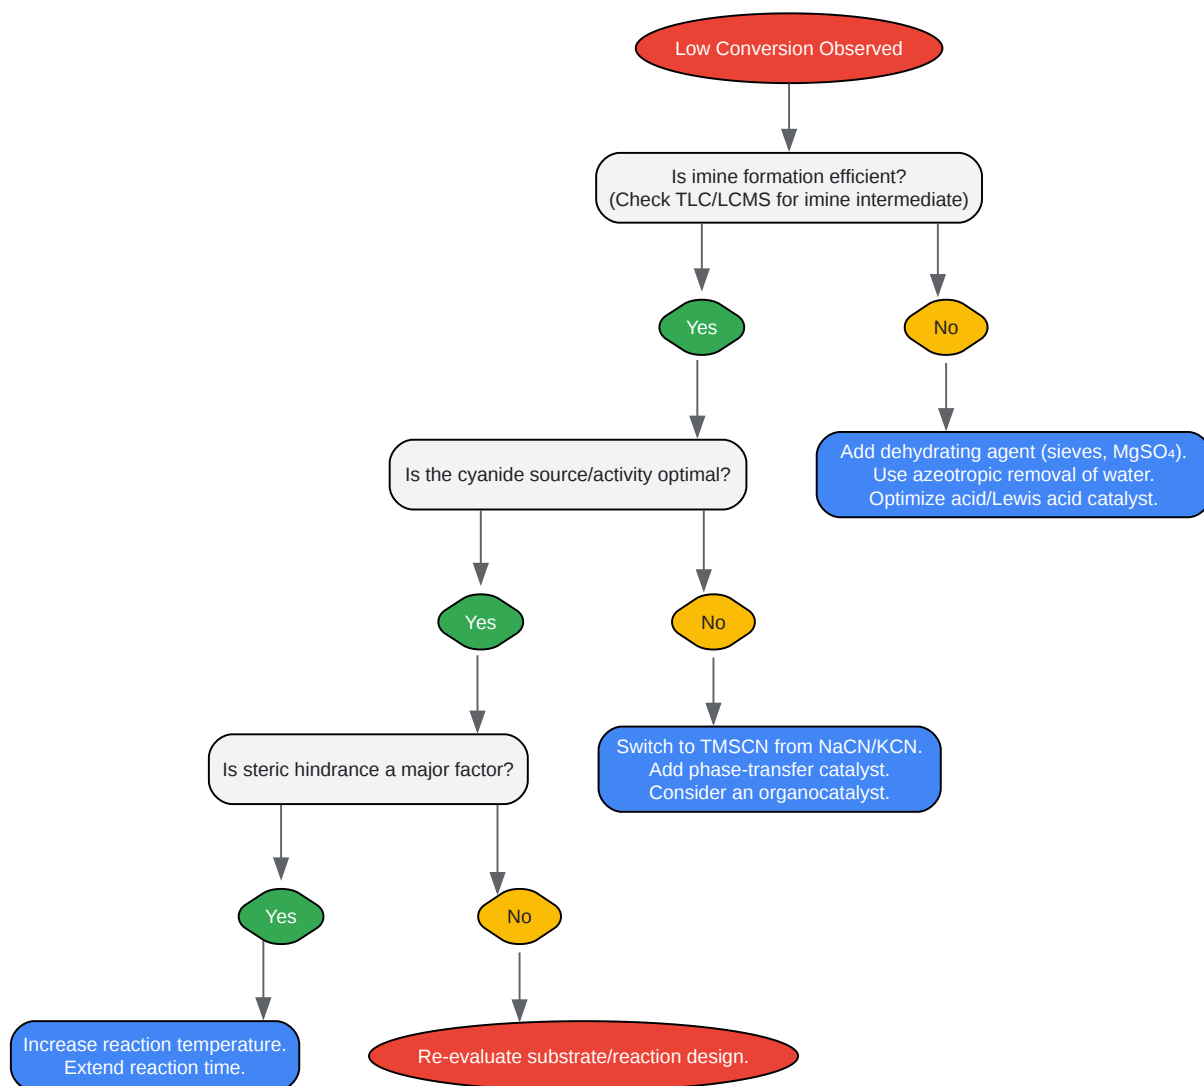 Low Conversion Observed
Is imine formation efficient?
(Check TLC/LCMS for imine intermediate)
Yes
No
Is the cyanide source/activity optimal?
Add dehydrating agent (sieves, MgSO₄).
Use azeotropic removal of water.
Optimize acid/Lewis acid catalyst.
Yes
No
Is steric hindrance a major factor?
Switch to TMSCN from NaCN/KCN.
Add phase-transfer catalyst.
Consider an organocatalyst.
Yes
No
Increase reaction temperature.
Extend reaction time.
Re-evaluate substrate/reaction design.